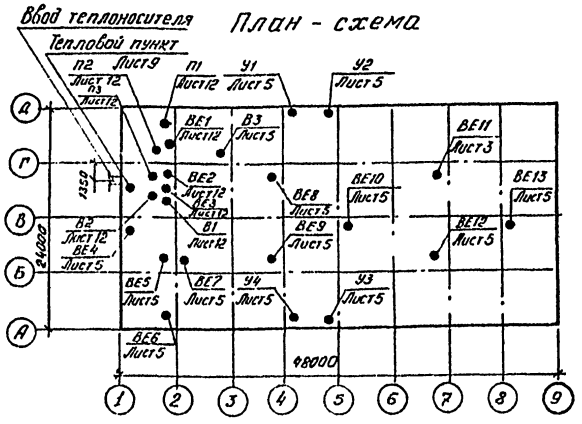 Ввод теплоносителя
План - схема
Тепловой пункт
П2
Лист 9
П1
У1
У2
Лист 12
Лист 12
Лист 5
Лист 5
П3
Лист 12
Д
ВЕ1
Лист 12
В3
Лист 5
ВЕ11
Лист 3
Г
1350
ВЕ2
Лист 12
ВЕ3
Лист 12
ВЕ8
Лист 5
ВЕ10
Лист 5
ВЕ13
Лист 5
В
В2
Лист 12
ВЕ4
Лист 5
В1
Лист 12
ВЕ9
Лист 5
ВЕ12
Лист 5
24000
Б
ВЕ5
Лист 5
ВЕ7
Лист 5
У4
Лист 5
У3
Лист 5
А
ВЕ6
Лист 5
48000
1 2 3 4 5 6 7 8 9